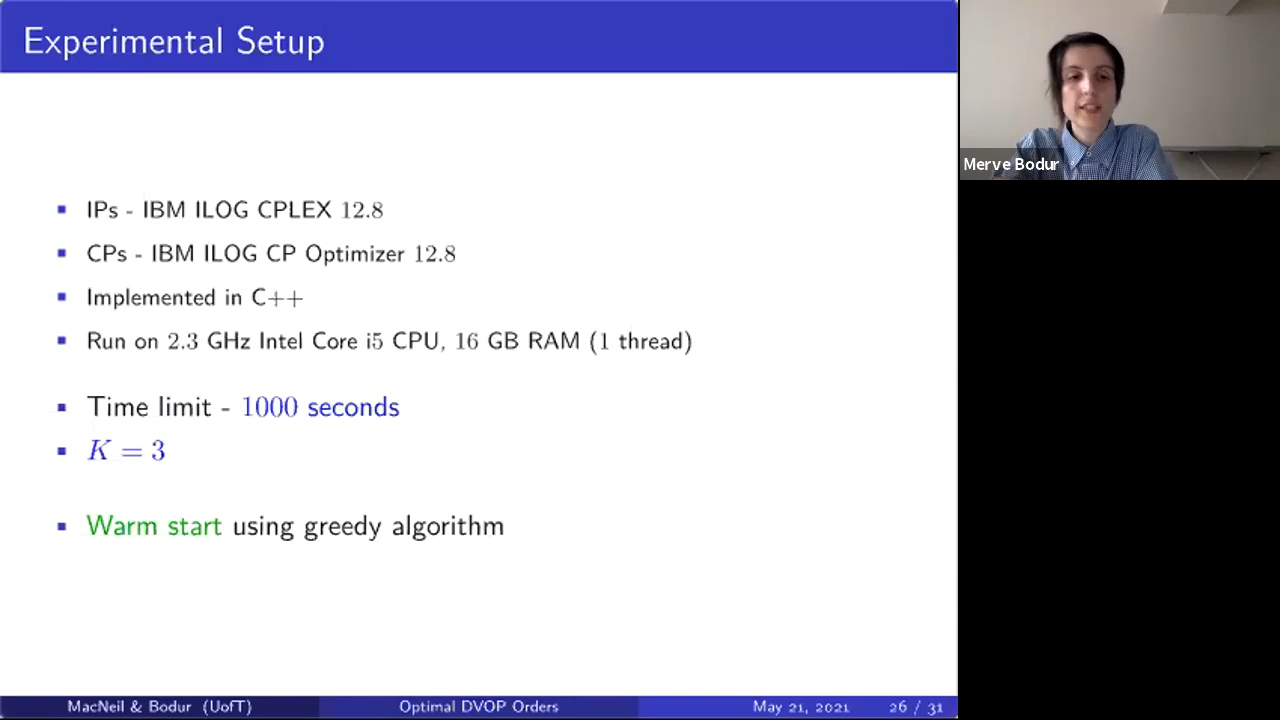 Experimental Setup
Merve Bodur
IPs - IBM ILOG CPLEX 12.8
CPs - IBM ILOG CP Optimizer 12.8
Implemented in C++
Run on 2.3 GHz Intel Core i5 CPU, 16 GB RAM (1 thread)
Time limit - 1000 seconds
K = 3
Warm start using greedy algorithm
MacNeil & Bodur (UofT) Optimal DVOP Orders May 21, 2021 26 / 31